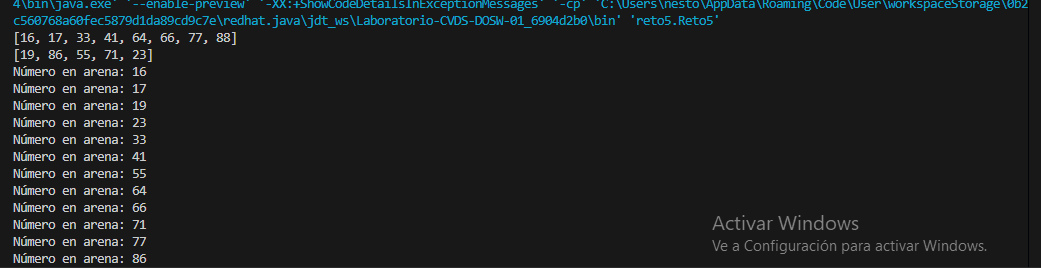 4\bin\java.exe' '--enable-preview' '-XX:+ShowCodeDetailsInExceptionMessages' '-cp' 'C:\Users\nesto\AppData\Roaming\Code\User\workspaceStorage\0b2
c560768a60fec5879d1da89cd9c7e\redhat.java\jdt_ws\Laboratorio-CVDS-DOSW-01_6904d2b0\bin' 'reto5.Reto5'
[16, 17, 33, 41, 64, 66, 77, 88]
[19, 86, 55, 71, 23]
Número en arena: 16
Número en arena: 17
Número en arena: 19
Número en arena: 23
Número en arena: 33
Número en arena: 41
Número en arena: 55
Número en arena: 64
Número en arena: 66
Número en arena: 71
Número en arena: 77
Número en arena: 86
Activar Windows
Ve a Configuración para activar Windows.